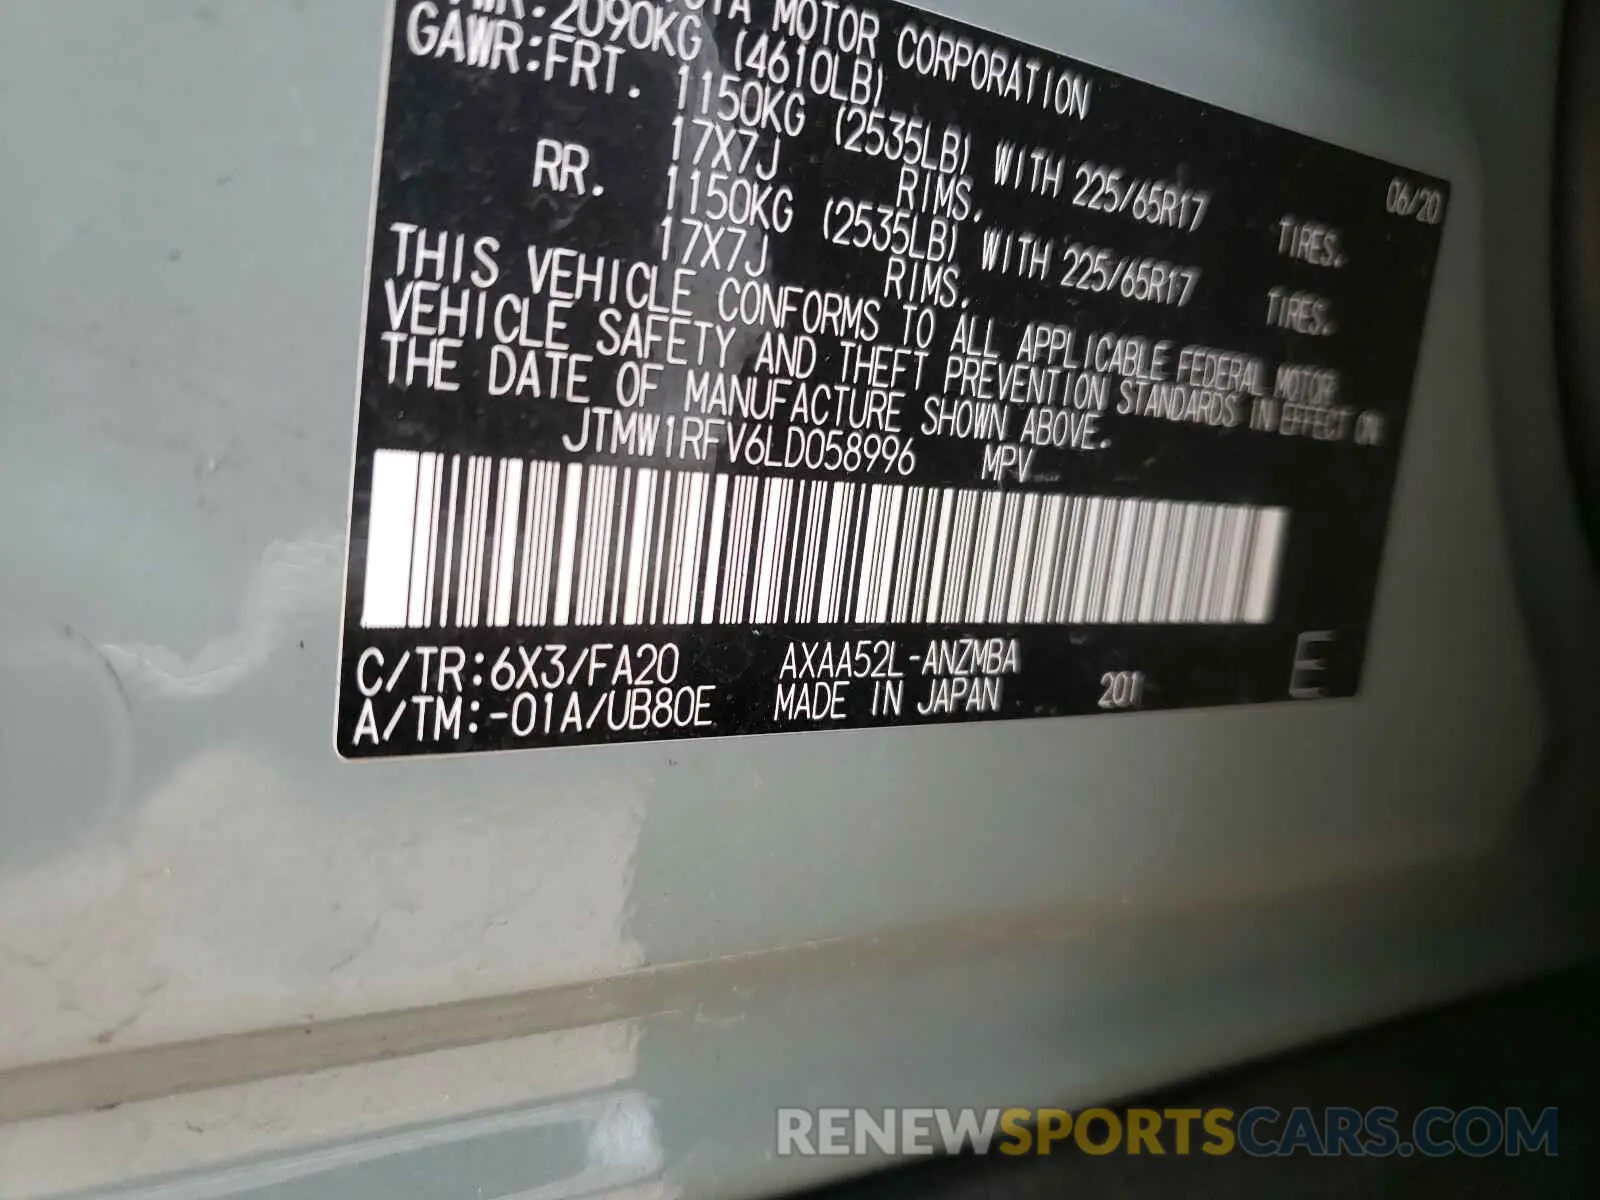 MOTOR CORPORATION
2090KG (4610LB) 06/20
GAWR:FRT. 1150KG (2535LB) WITH 225/65R17 TIRES.
17X7J RIMS.
RR. 1150KG (2535LB) WITH 225/65R17 TIRES.
17X7J RIMS.
THIS VEHICLE CONFORMS TO ALL APPLICABLE FEDERAL MOTOR
VEHICLE SAFETY AND THEFT PREVENTION STANDARDS IN EFFECT ON
THE DATE OF MANUFACTURE SHOWN ABOVE.
JTMW1RFV6LD058996 MPV
C/TR:6X3/FA20 AXAA52L-ANZMBA
A/TM:-01A/UB80E MADE IN JAPAN 201 E
RENEWSPORTSCARS.COM